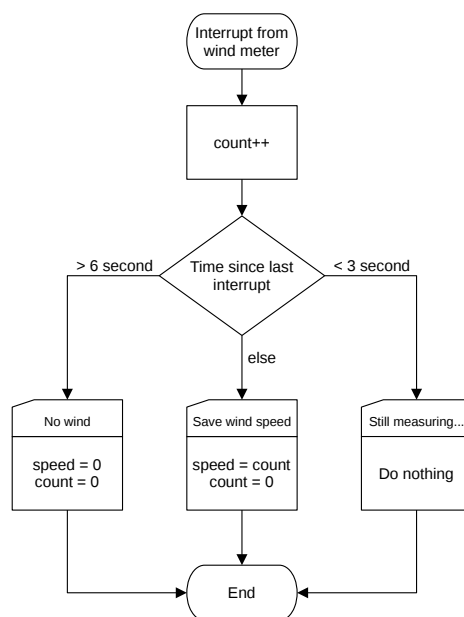 Interrupt from
wind meter
count++
Time since last
interrupt
> 6 second
< 3 second
else
No wind
speed = 0
count = 0
Save wind speed
speed = count
count = 0
Still measuring...
Do nothing
End